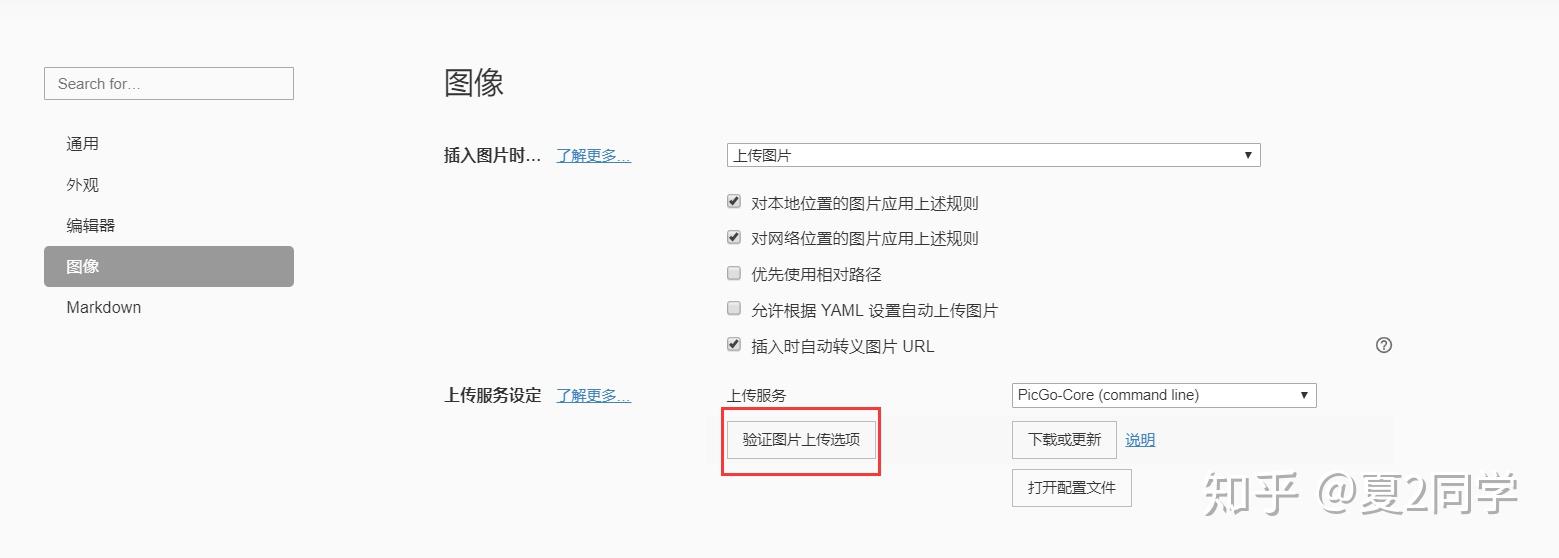 Search for…
通用
外观
编辑器
图像
Markdown
图像
插入图片时… 了解更多… 上传图片
对本地位置的图片应用上述规则
对网络位置的图片应用上述规则
优先使用相对路径
允许根据 YAML 设置自动上传图片
插入时自动转义图片 URL
上传服务设定 了解更多… 上传服务 PicGo-Core (command line)
验证图片上传选项 下载或更新 说明
打开配置文件
知乎 @夏2同学